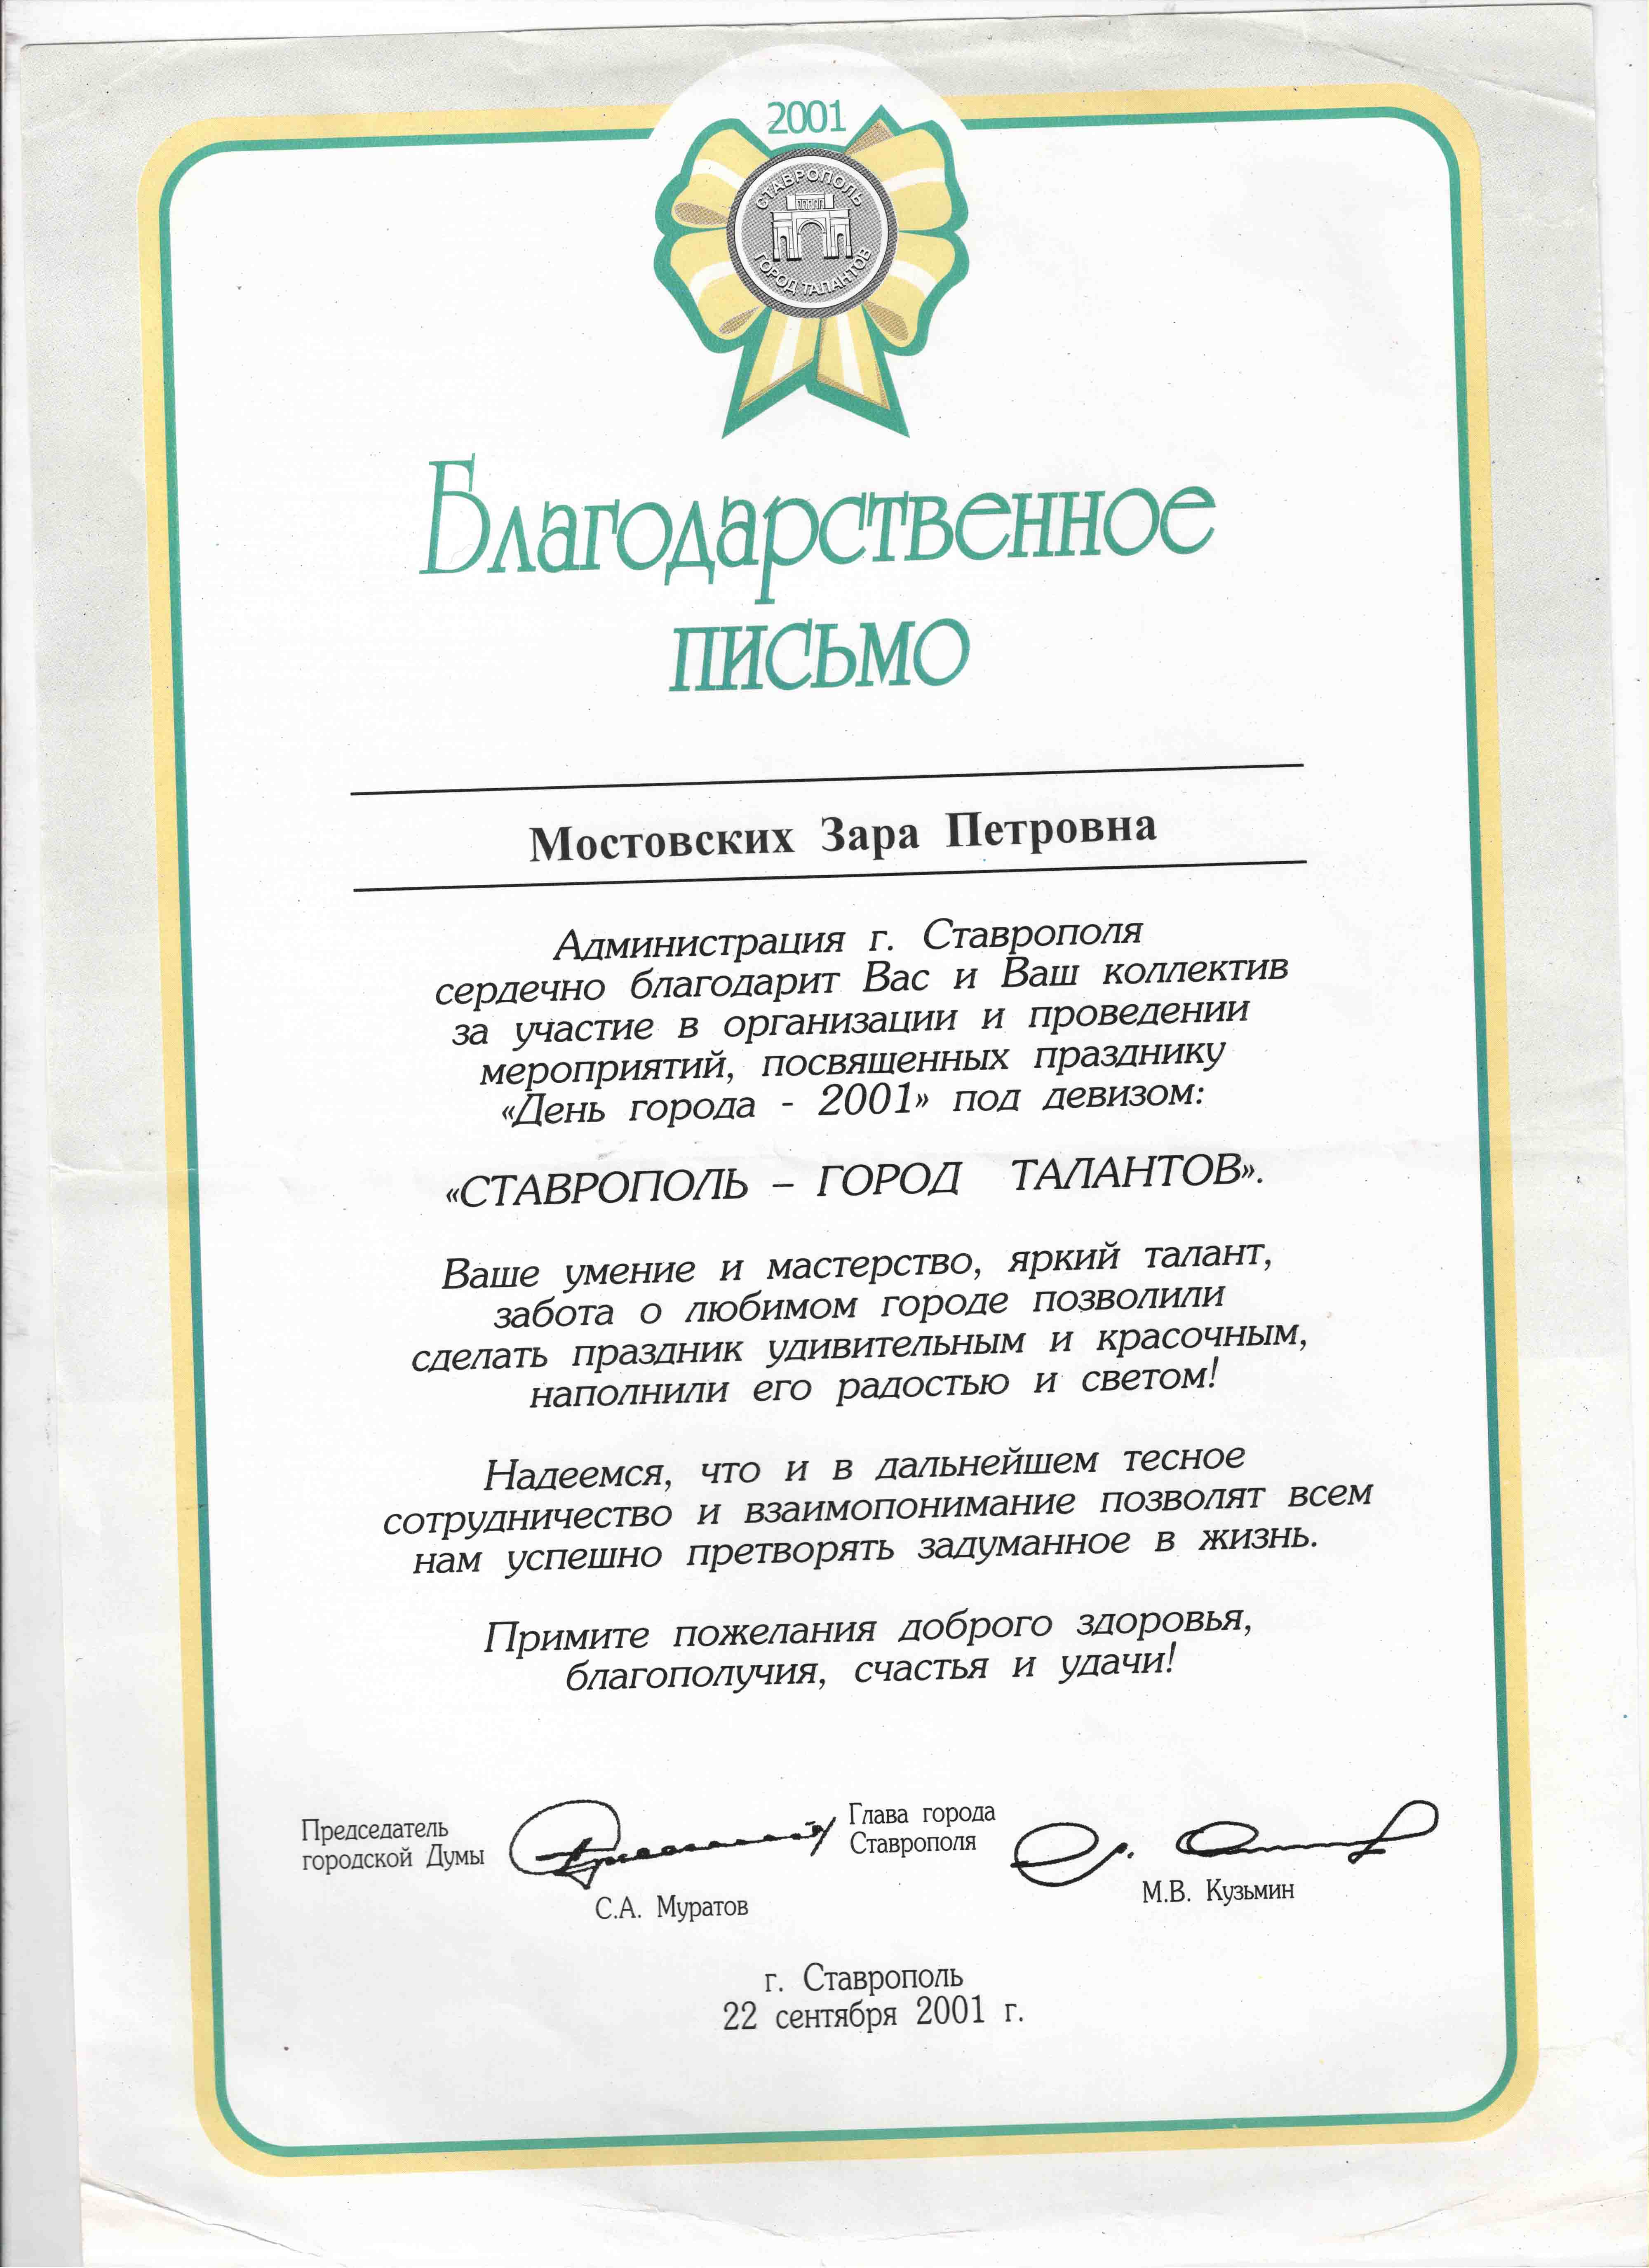 2001
СТАВРОПОЛЬ
ГОРОД ТАЛАНТОВ
Благодарственное
письмо
Мостовских Зара Петровна
Администрация г. Ставрополя
сердечно благодарит Вас и Ваш коллектив
за участие в организации и проведении
мероприятий, посвященных празднику
«День города - 2001» под девизом:
«СТАВРОПОЛЬ – ГОРОД ТАЛАНТОВ».
Ваше умение и мастерство, яркий талант,
забота о любимом городе позволили
сделать праздник удивительным и красочным,
наполнили его радостью и светом!
Надеемся, что и в дальнейшем тесное
сотрудничество и взаимопонимание позволят всем
нам успешно претворять задуманное в жизнь.
Примите пожелания доброго здоровья,
благополучия, счастья и удачи!
Председатель
городской Думы
С.А. Муратов
Глава города
Ставрополя
М.В. Кузьмин
г. Ставрополь
22 сентября 2001 г.